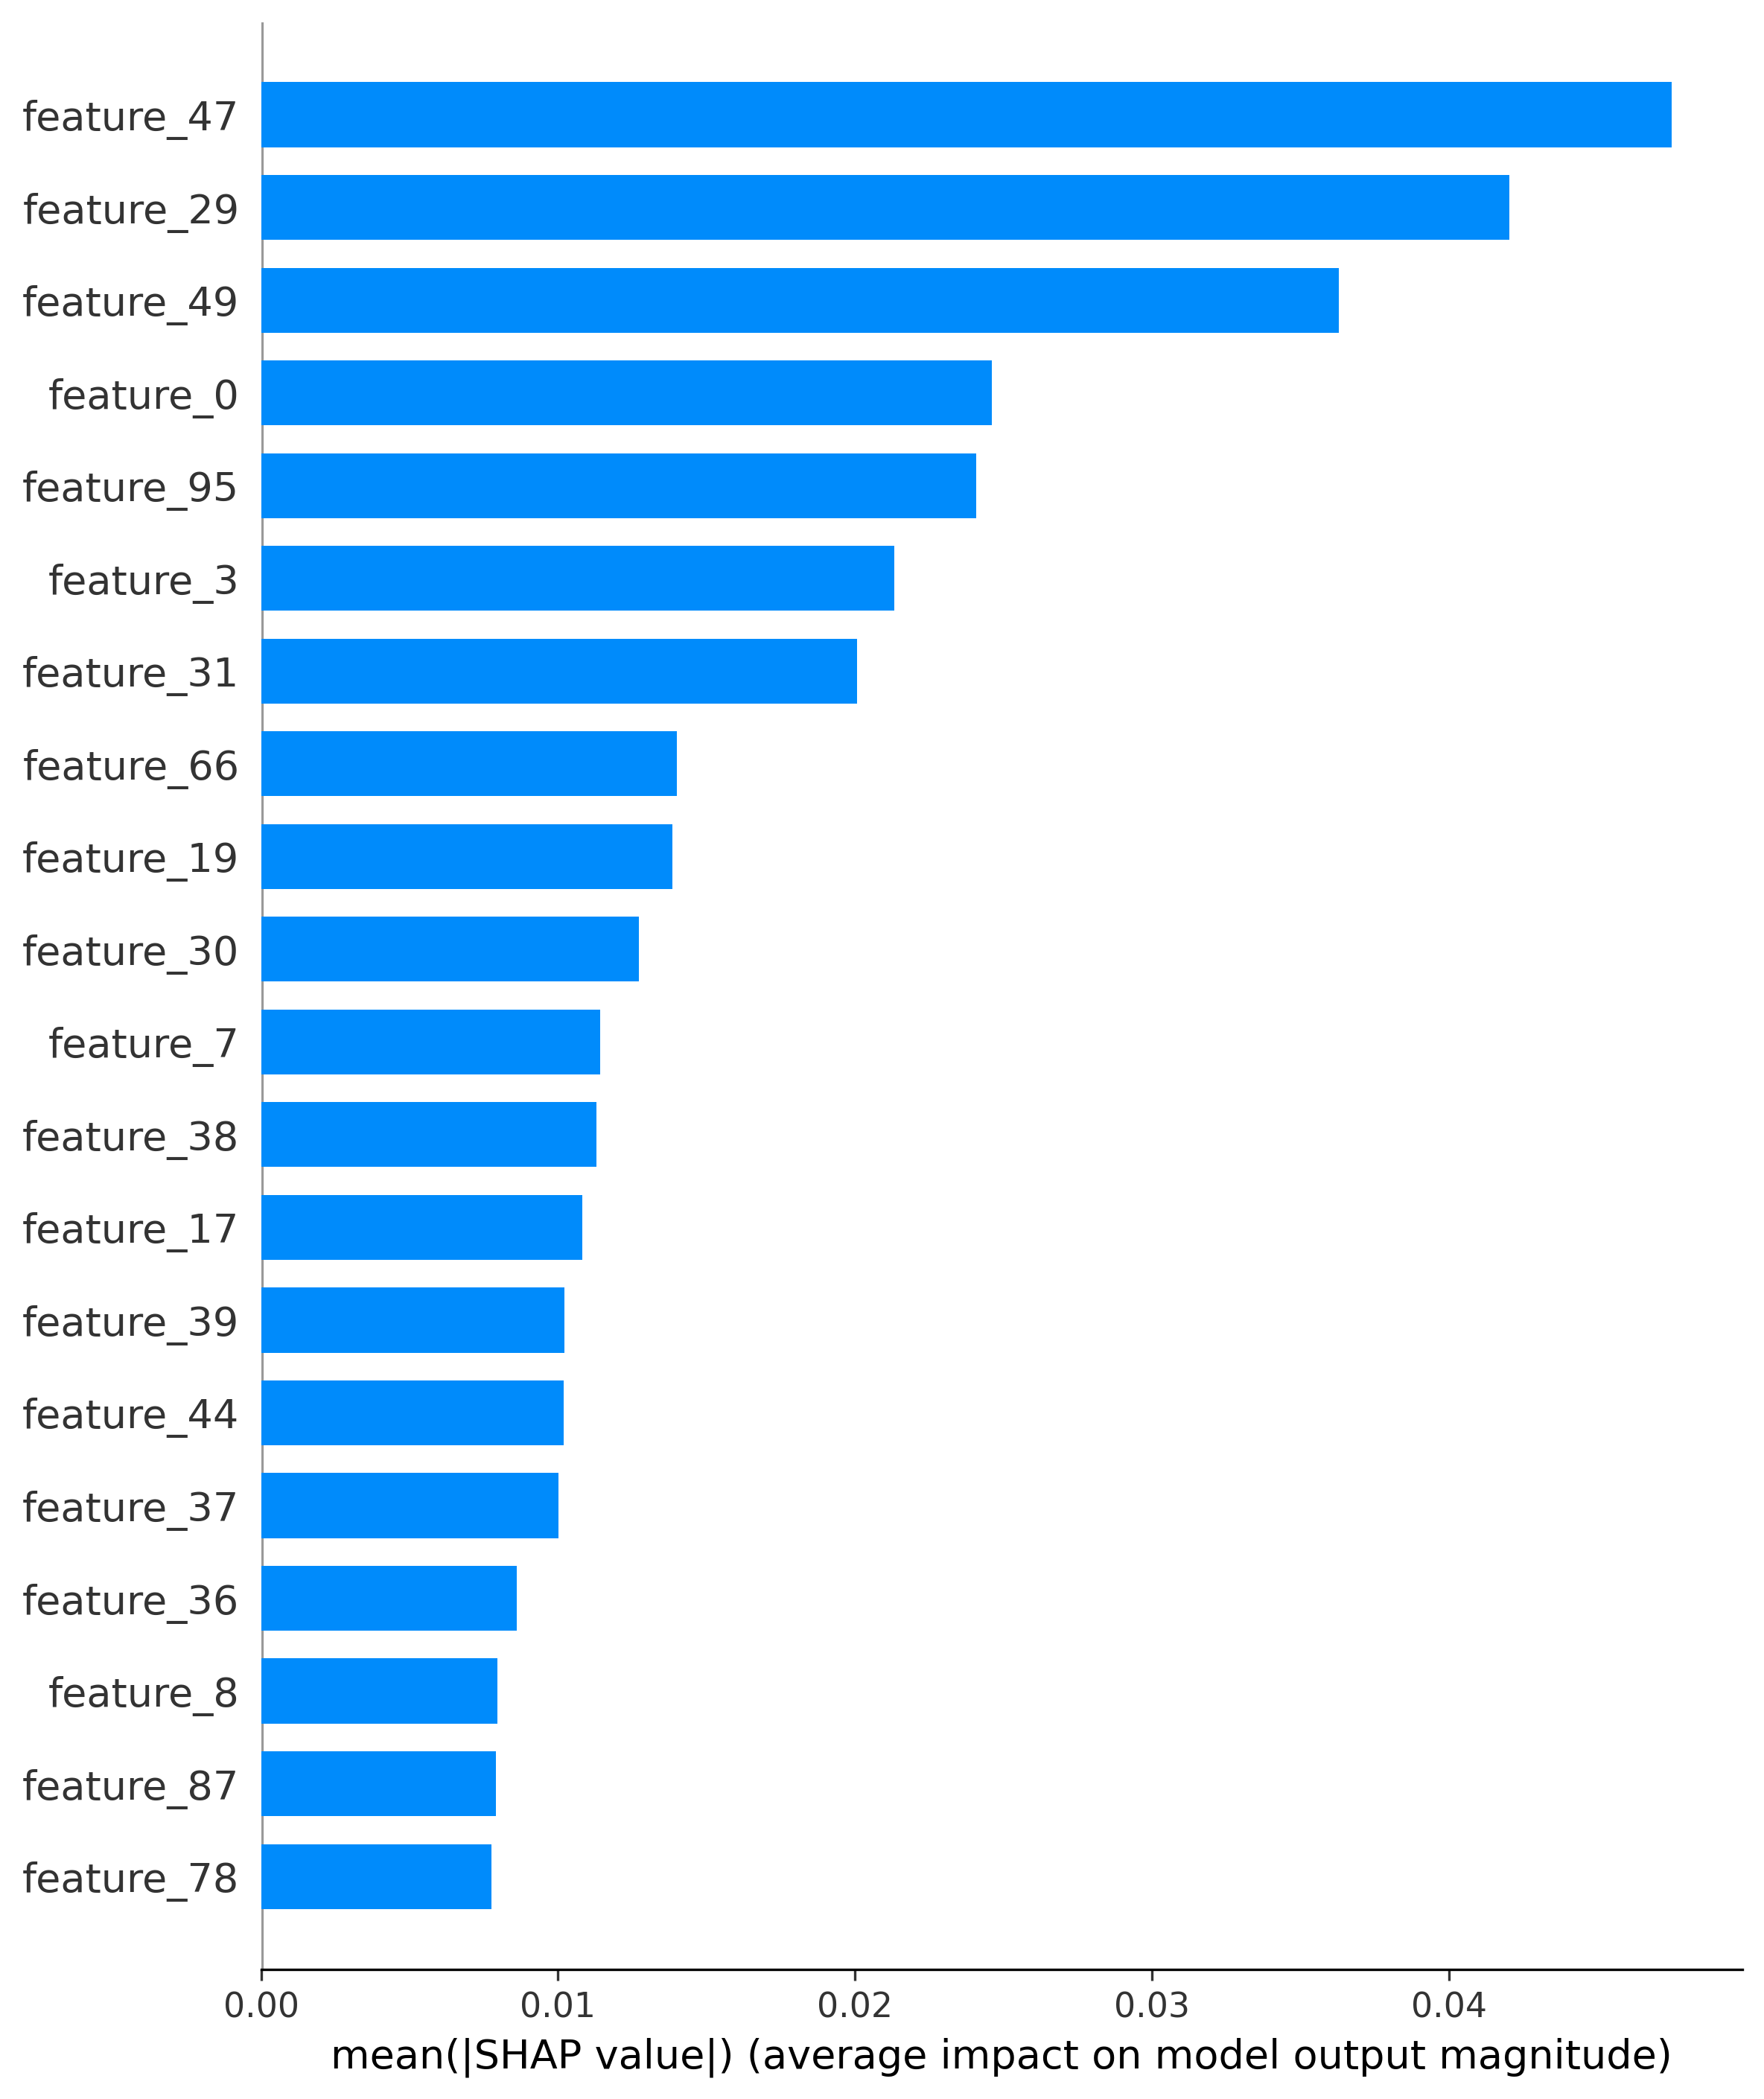 feature_47
feature_29
feature_49
feature_0
feature_95
feature_3
feature_31
feature_66
feature_19
feature_30
feature_7
feature_38
feature_17
feature_39
feature_44
feature_37
feature_36
feature_8
feature_87
feature_78
0.00 0.01 0.02 0.03 0.04
mean(|SHAP value|) (average impact on model output magnitude)